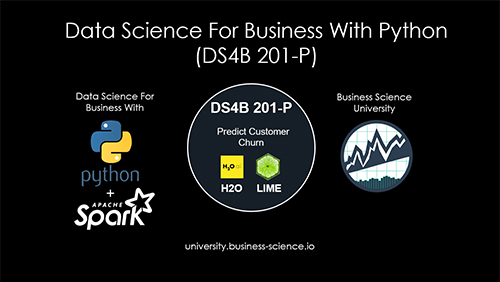 Data Science For Business With Python
(DS4B 201-P)
Data Science For
Business With
python
+
APACHE
Spark
DS4B 201-P
Predict Customer
Churn
H2O
H2O
LIME
Business Science
University
university.business-science.io